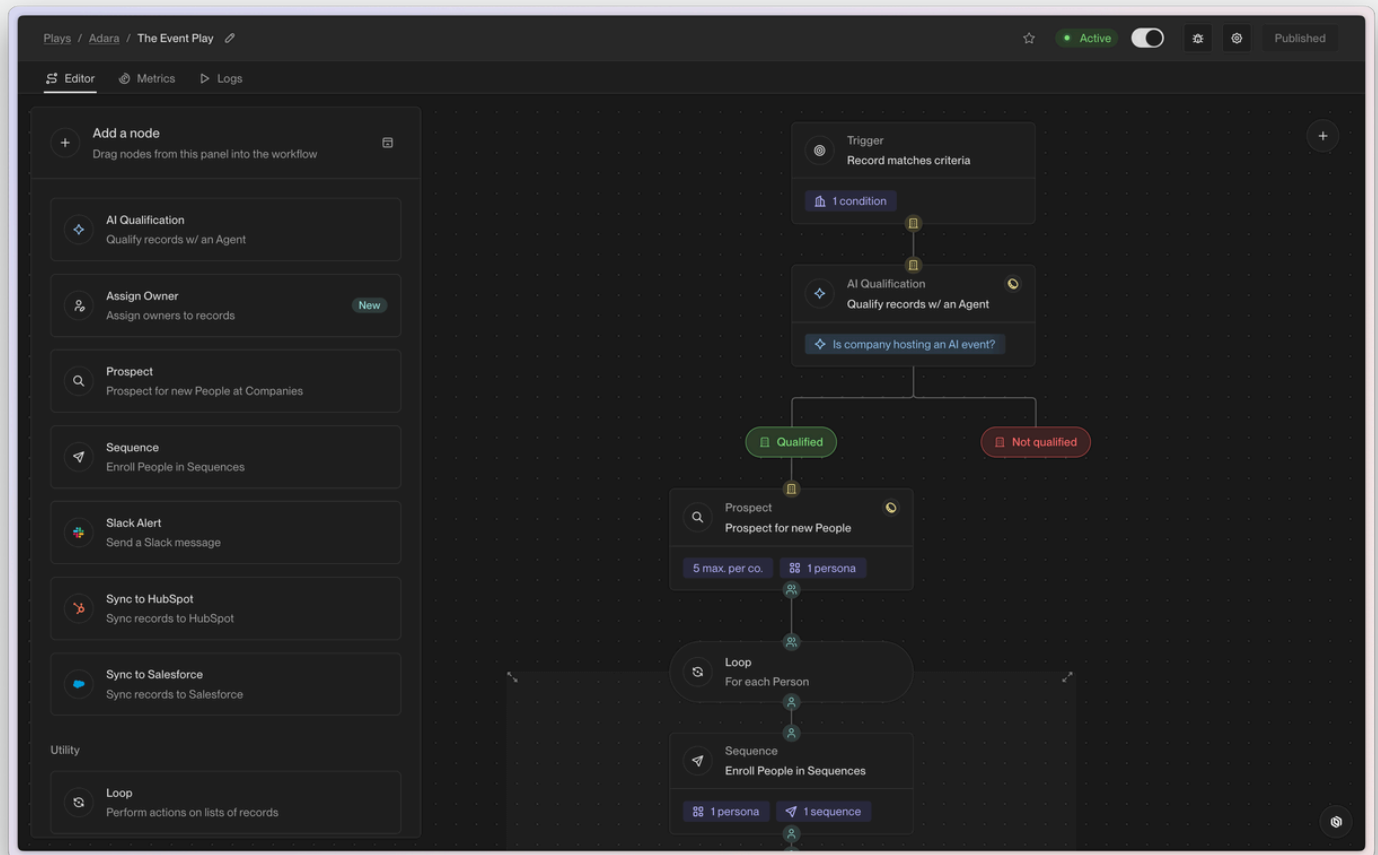 Plays / Adara / The Event Play
Active
Published
Editor
Metrics
Logs
Add a node
Drag nodes from this panel into the workflow
AI Qualification
Qualify records w/ an Agent
Assign Owner
Assign owners to records
New
Prospect
Prospect for new People at Companies
Sequence
Enroll People in Sequences
Slack Alert
Send a Slack message
Sync to HubSpot
Sync records to HubSpot
Sync to Salesforce
Sync records to Salesforce
Utility
Loop
Perform actions on lists of records
Trigger
Record matches criteria
1 condition
AI Qualification
Qualify records w/ an Agent
Is company hosting an AI event?
Qualified
Not qualified
Prospect
Prospect for new People
5 max. per co.
1 persona
Loop
For each Person
Sequence
Enroll People in Sequences
1 persona
1 sequence